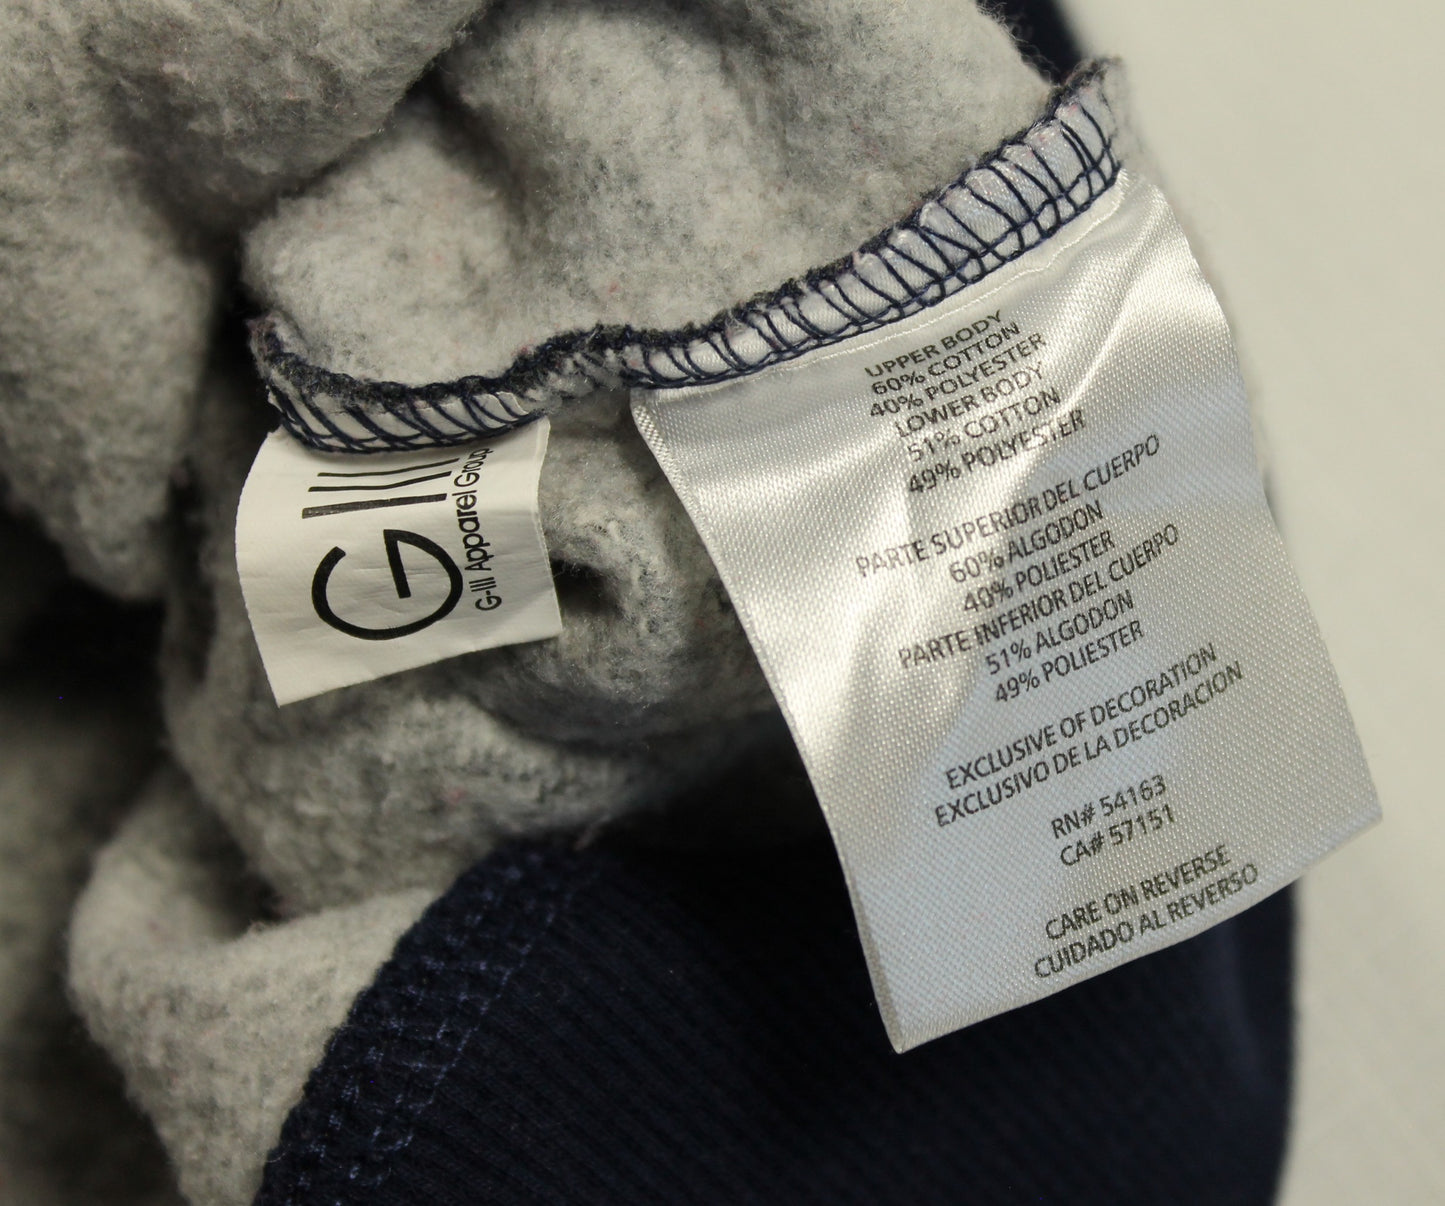 GIII
G-III Apparel Group
UPPER BODY
60% COTTON
40% POLYESTER
LOWER BODY
51% COTTON
49% POLYESTER
PARTE SUPERIOR DEL CUERPO
60% ALGODON
40% POLIESTER
PARTE INFERIOR DEL CUERPO
51% ALGODON
49% POLIESTER
EXCLUSIVE OF DECORATION
EXCLUSIVO DE LA DECORACION
RN# 54163
CA# 57151
CARE ON REVERSE
CUIDADO AL REVERSO